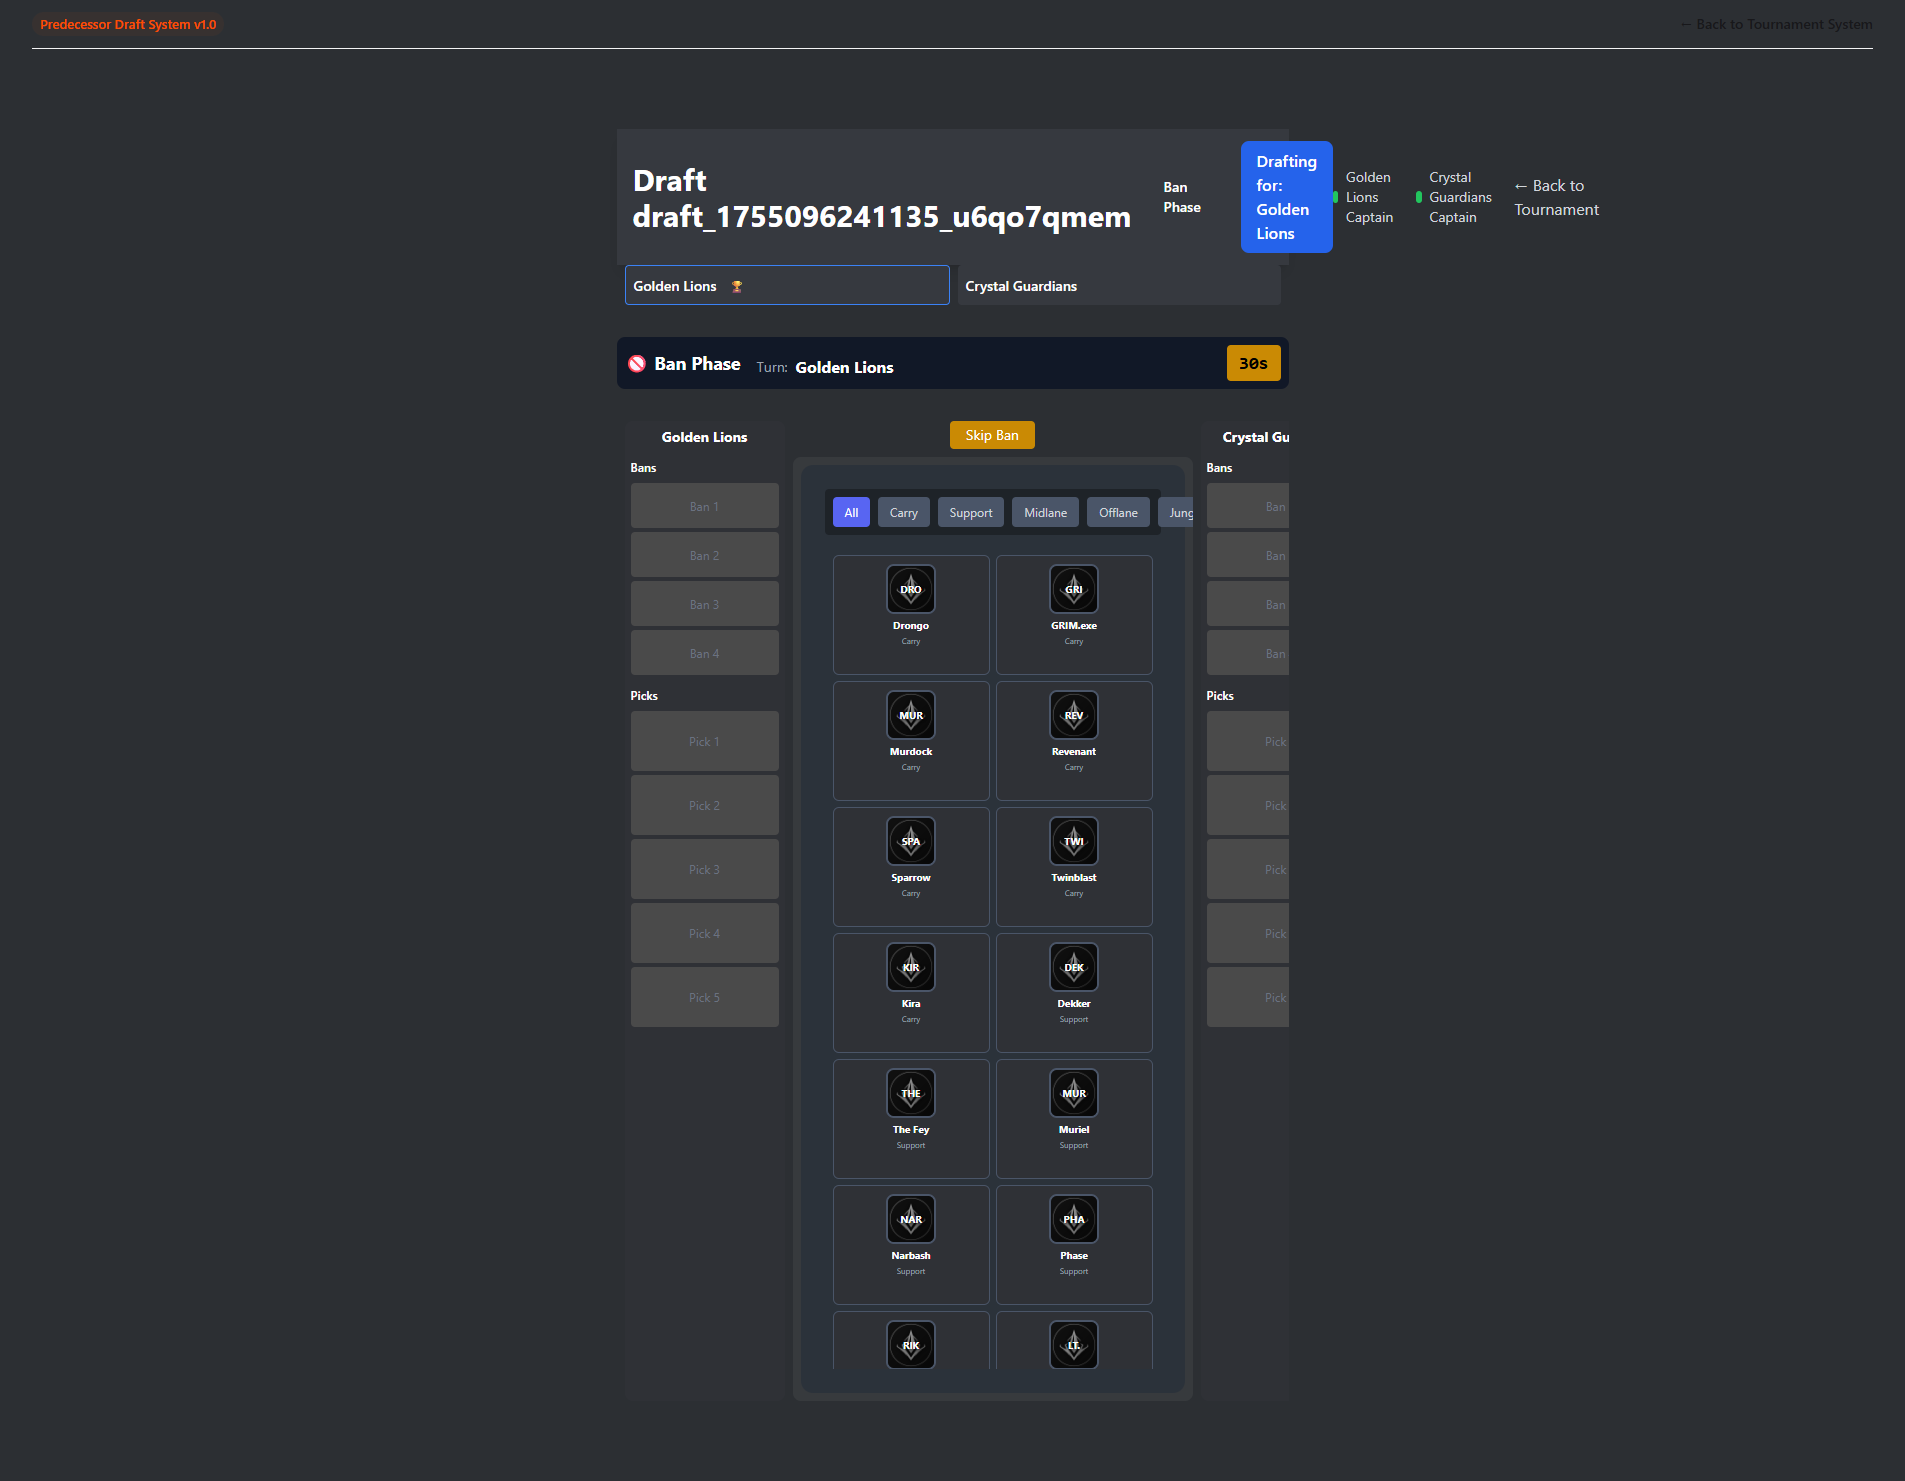 Predecessor Draft System v1.0
← Back to Tournament System
Draft
draft_1755096241135_u6qo7qmem
Ban
Phase
Drafting
for:
Golden
Lions
Golden
Lions
Captain
Crystal
Guardians
Captain
← Back to
Tournament
Golden Lions
Crystal Guardians
Ban Phase
Turn: Golden Lions
30s
Golden Lions
Bans
Ban 1
Ban 2
Ban 3
Ban 4
Picks
Pick 1
Pick 2
Pick 3
Pick 4
Pick 5
Skip Ban
All
Carry
Support
Midlane
Offlane
Jung
DRO
Drongo
Carry
GRI
GRIM.exe
Carry
MUR
Murdock
Carry
REV
Revenant
Carry
SPA
Sparrow
Carry
TWI
Twinblast
Carry
KIR
Kira
Carry
DEK
Dekker
Support
THE
The Fey
Support
MUR
Muriel
Support
NAR
Narbash
Support
PHA
Phase
Support
RIK
LT.
Crystal Gu
Bans
Ban
Ban
Ban
Ban
Picks
Pick
Pick
Pick
Pick
Pick